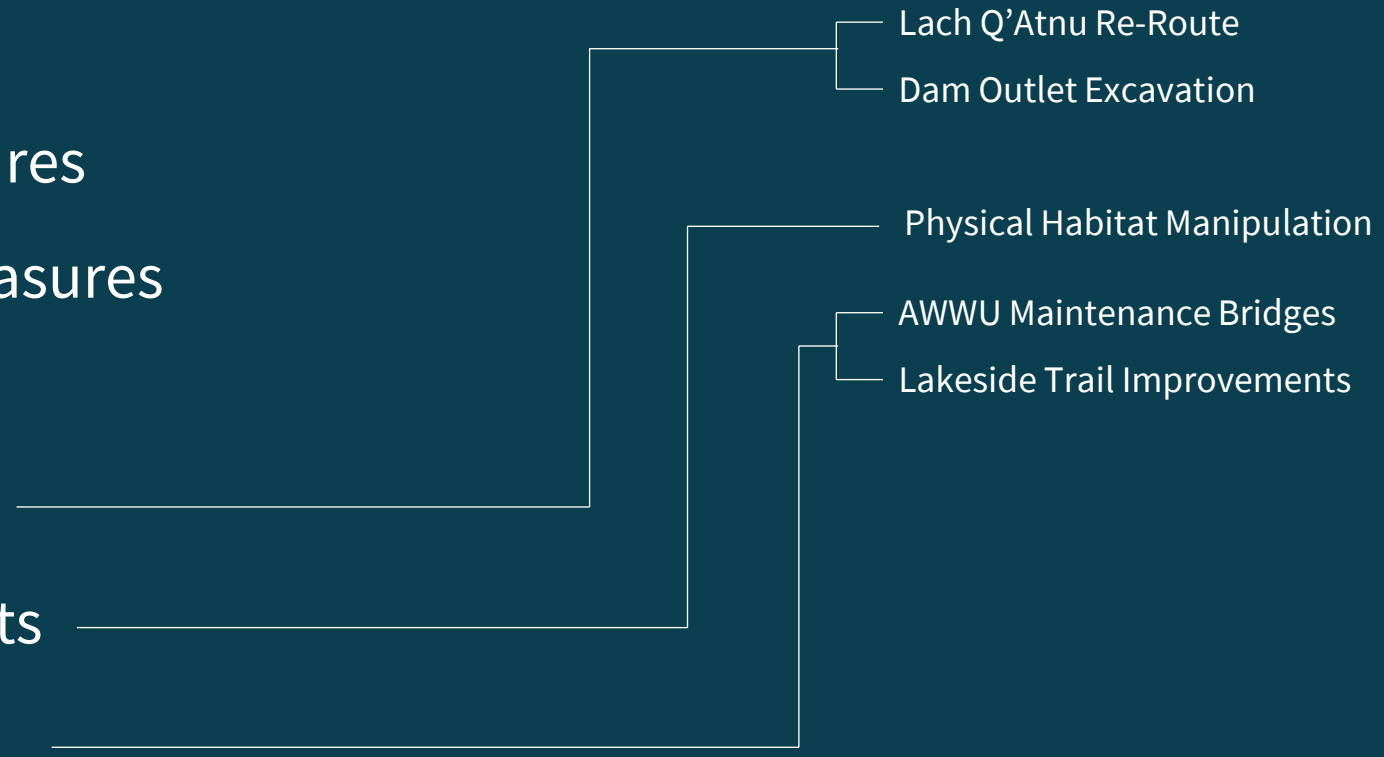 Lach Q’Atnu Re-Route
Dam Outlet Excavation
res
asures
Physical Habitat Manipulation
AWWU Maintenance Bridges
Lakeside Trail Improvements
ts